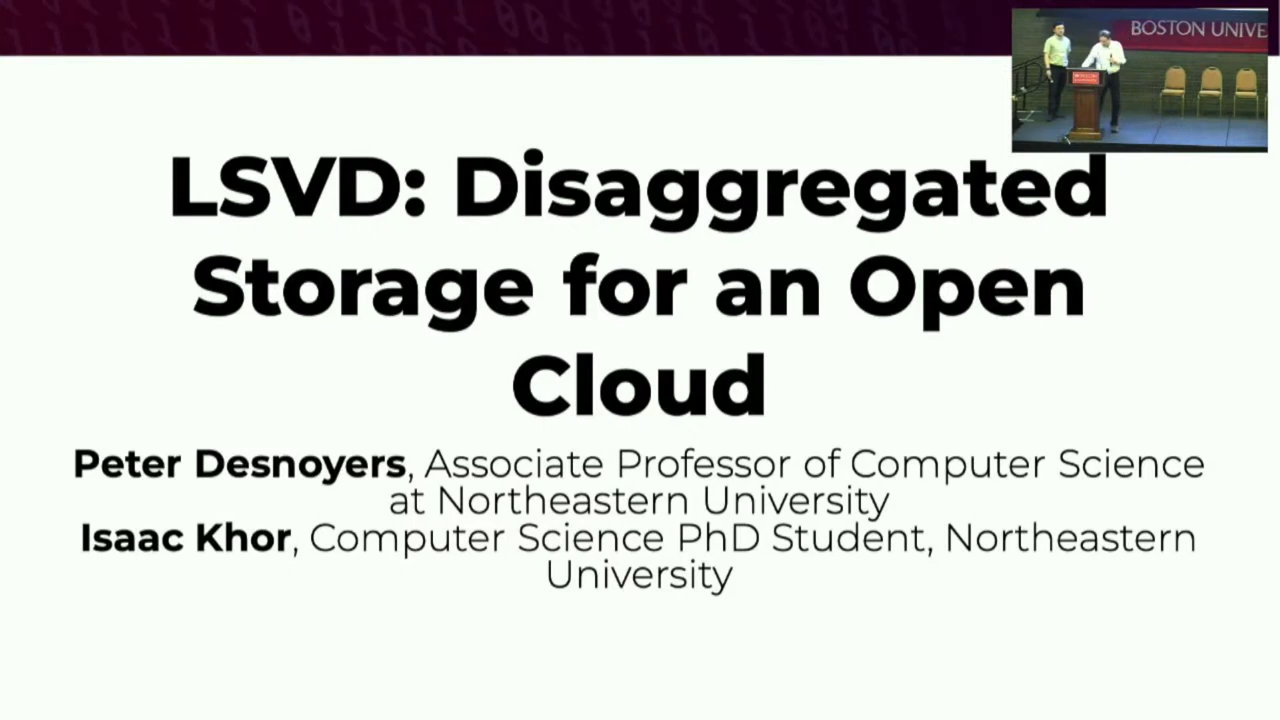 BOSTON UNIVE
LSVD: Disaggregated
Storage for an Open
Cloud
Peter Desnoyers, Associate Professor of Computer Science
at Northeastern University
Isaac Khor, Computer Science PhD Student, Northeastern
University